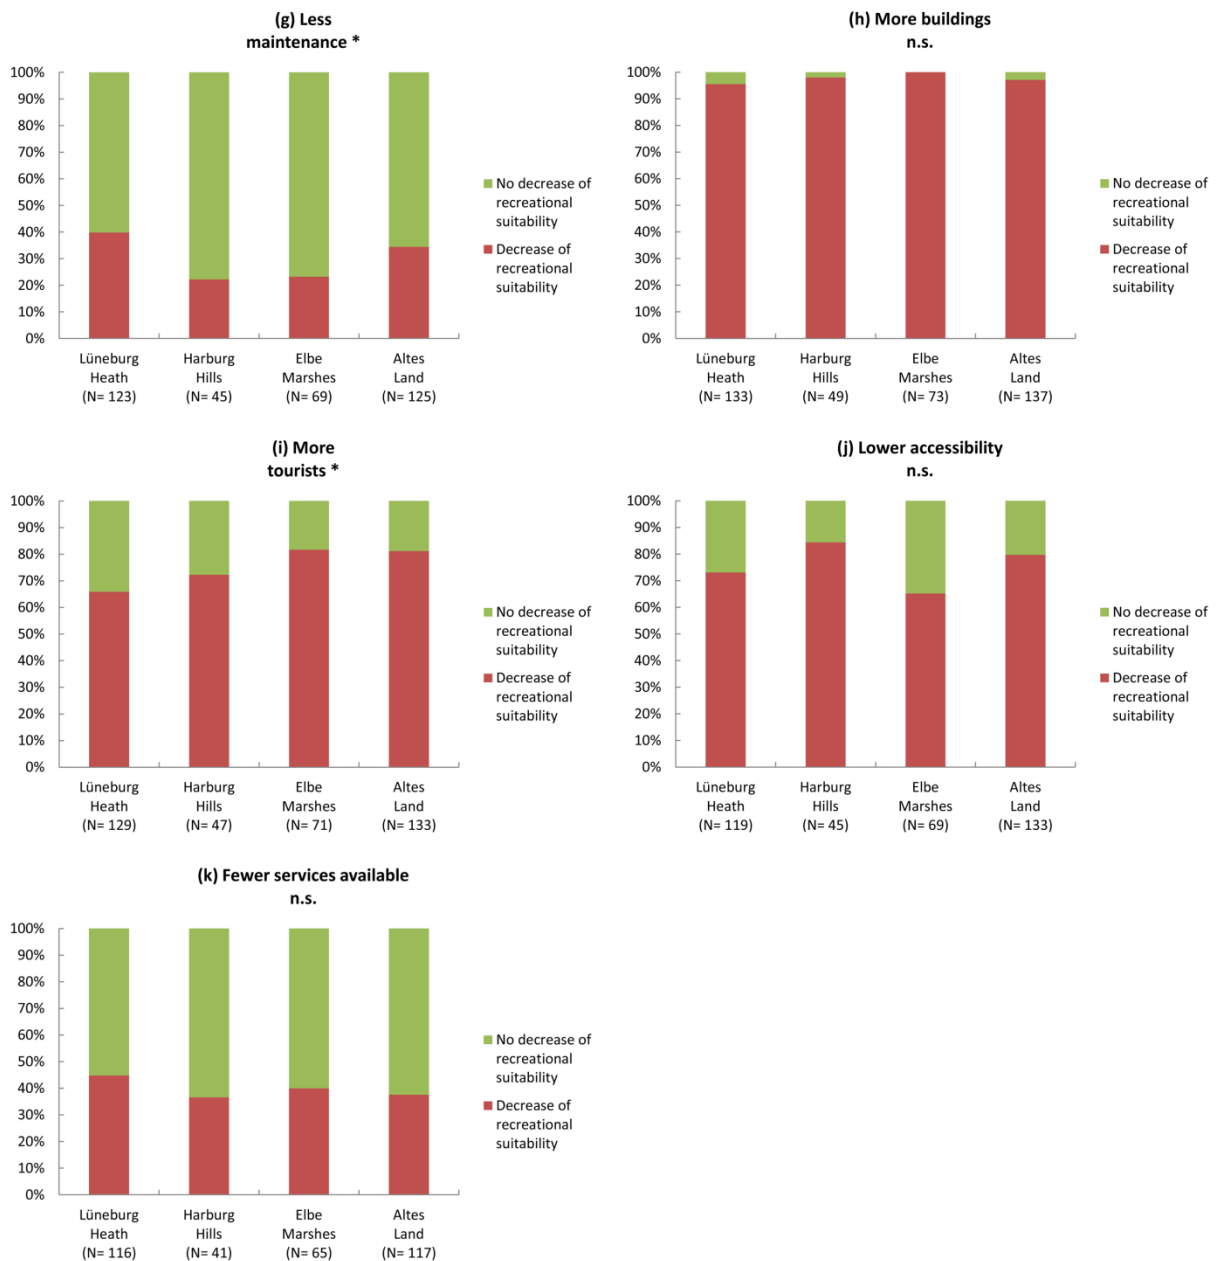 (g) Less
maintenance *
100%
90%
80%
70%
60%
50%
40%
30%
20%
10%
0%
Lüneburg
Heath
(N= 123)
Harburg
Hills
(N= 45)
Elbe
Marshes
(N= 69)
Altes
Land
(N= 125)
No decrease of
recreational
suitability
Decrease of
recreational
suitability
(h) More buildings
n.s.
100%
90%
80%
70%
60%
50%
40%
30%
20%
10%
0%
Lüneburg
Heath
(N= 133)
Harburg
Hills
(N= 49)
Elbe
Marshes
(N= 73)
Altes
Land
(N= 137)
No decrease of
recreational
suitability
Decrease of
recreational
suitability
(i) More
tourists *
100%
90%
80%
70%
60%
50%
40%
30%
20%
10%
0%
Lüneburg
Heath
(N= 129)
Harburg
Hills
(N= 47)
Elbe
Marshes
(N= 71)
Altes
Land
(N= 133)
No decrease of
recreational
suitability
Decrease of
recreational
suitability
(j) Lower accessibility
n.s.
100%
90%
80%
70%
60%
50%
40%
30%
20%
10%
0%
Lüneburg
Heath
(N= 119)
Harburg
Hills
(N= 45)
Elbe
Marshes
(N= 69)
Altes
Land
(N= 133)
No decrease of
recreational
suitability
Decrease of
recreational
suitability
(k) Fewer services available
n.s.
100%
90%
80%
70%
60%
50%
40%
30%
20%
10%
0%
Lüneburg
Heath
(N= 116)
Harburg
Hills
(N= 41)
Elbe
Marshes
(N= 65)
Altes
Land
(N= 117)
No decrease of
recreational
suitability
Decrease of
recreational
suitability